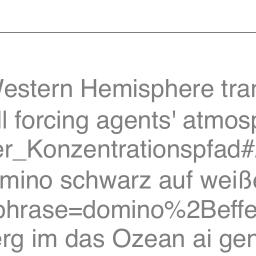 Western Hemisphere tran
ll forcing agents' atmosp
er_Konzentrationspfad#
mino schwarz auf weiße
phrase=domino%2Beffe
erg im das Ozean ai gen